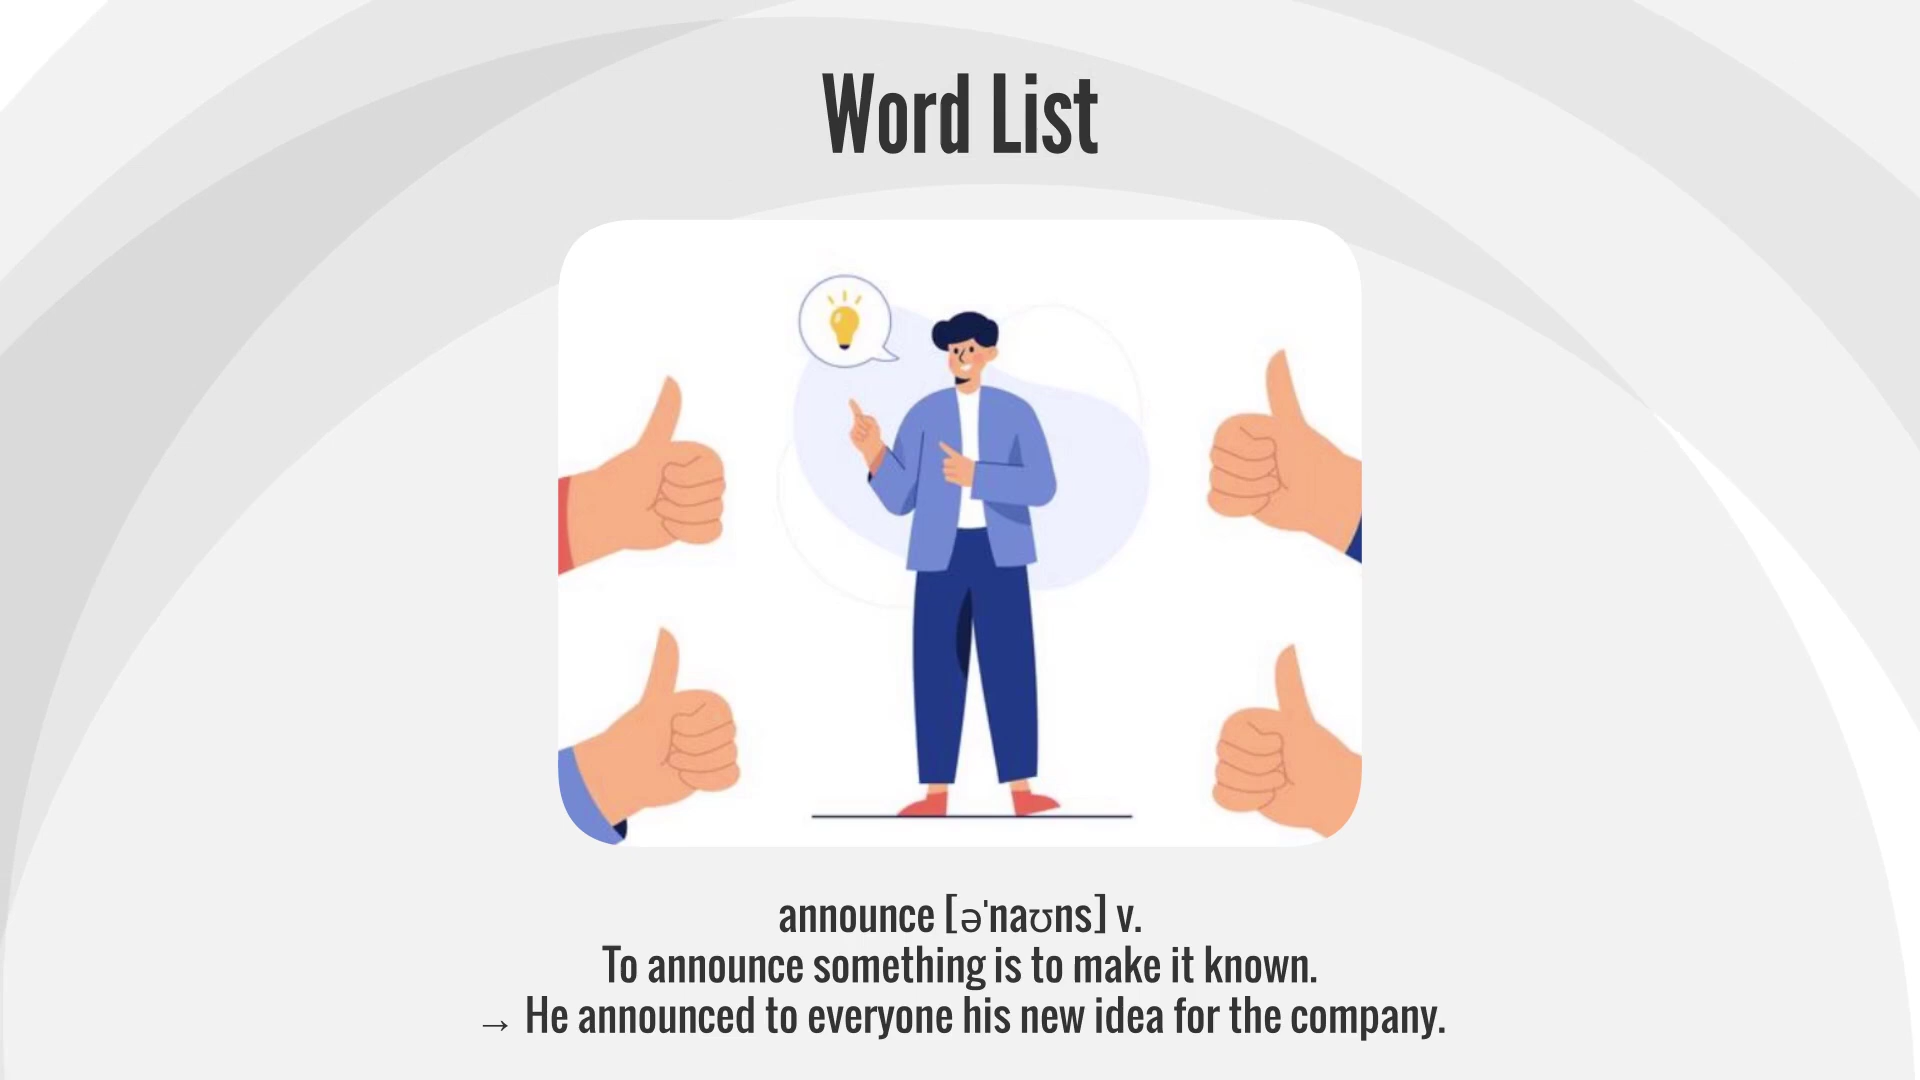 Word List
announce [ə'naʊns] v.
To announce something is to make it known.
→ He announced to everyone his new idea for the company.